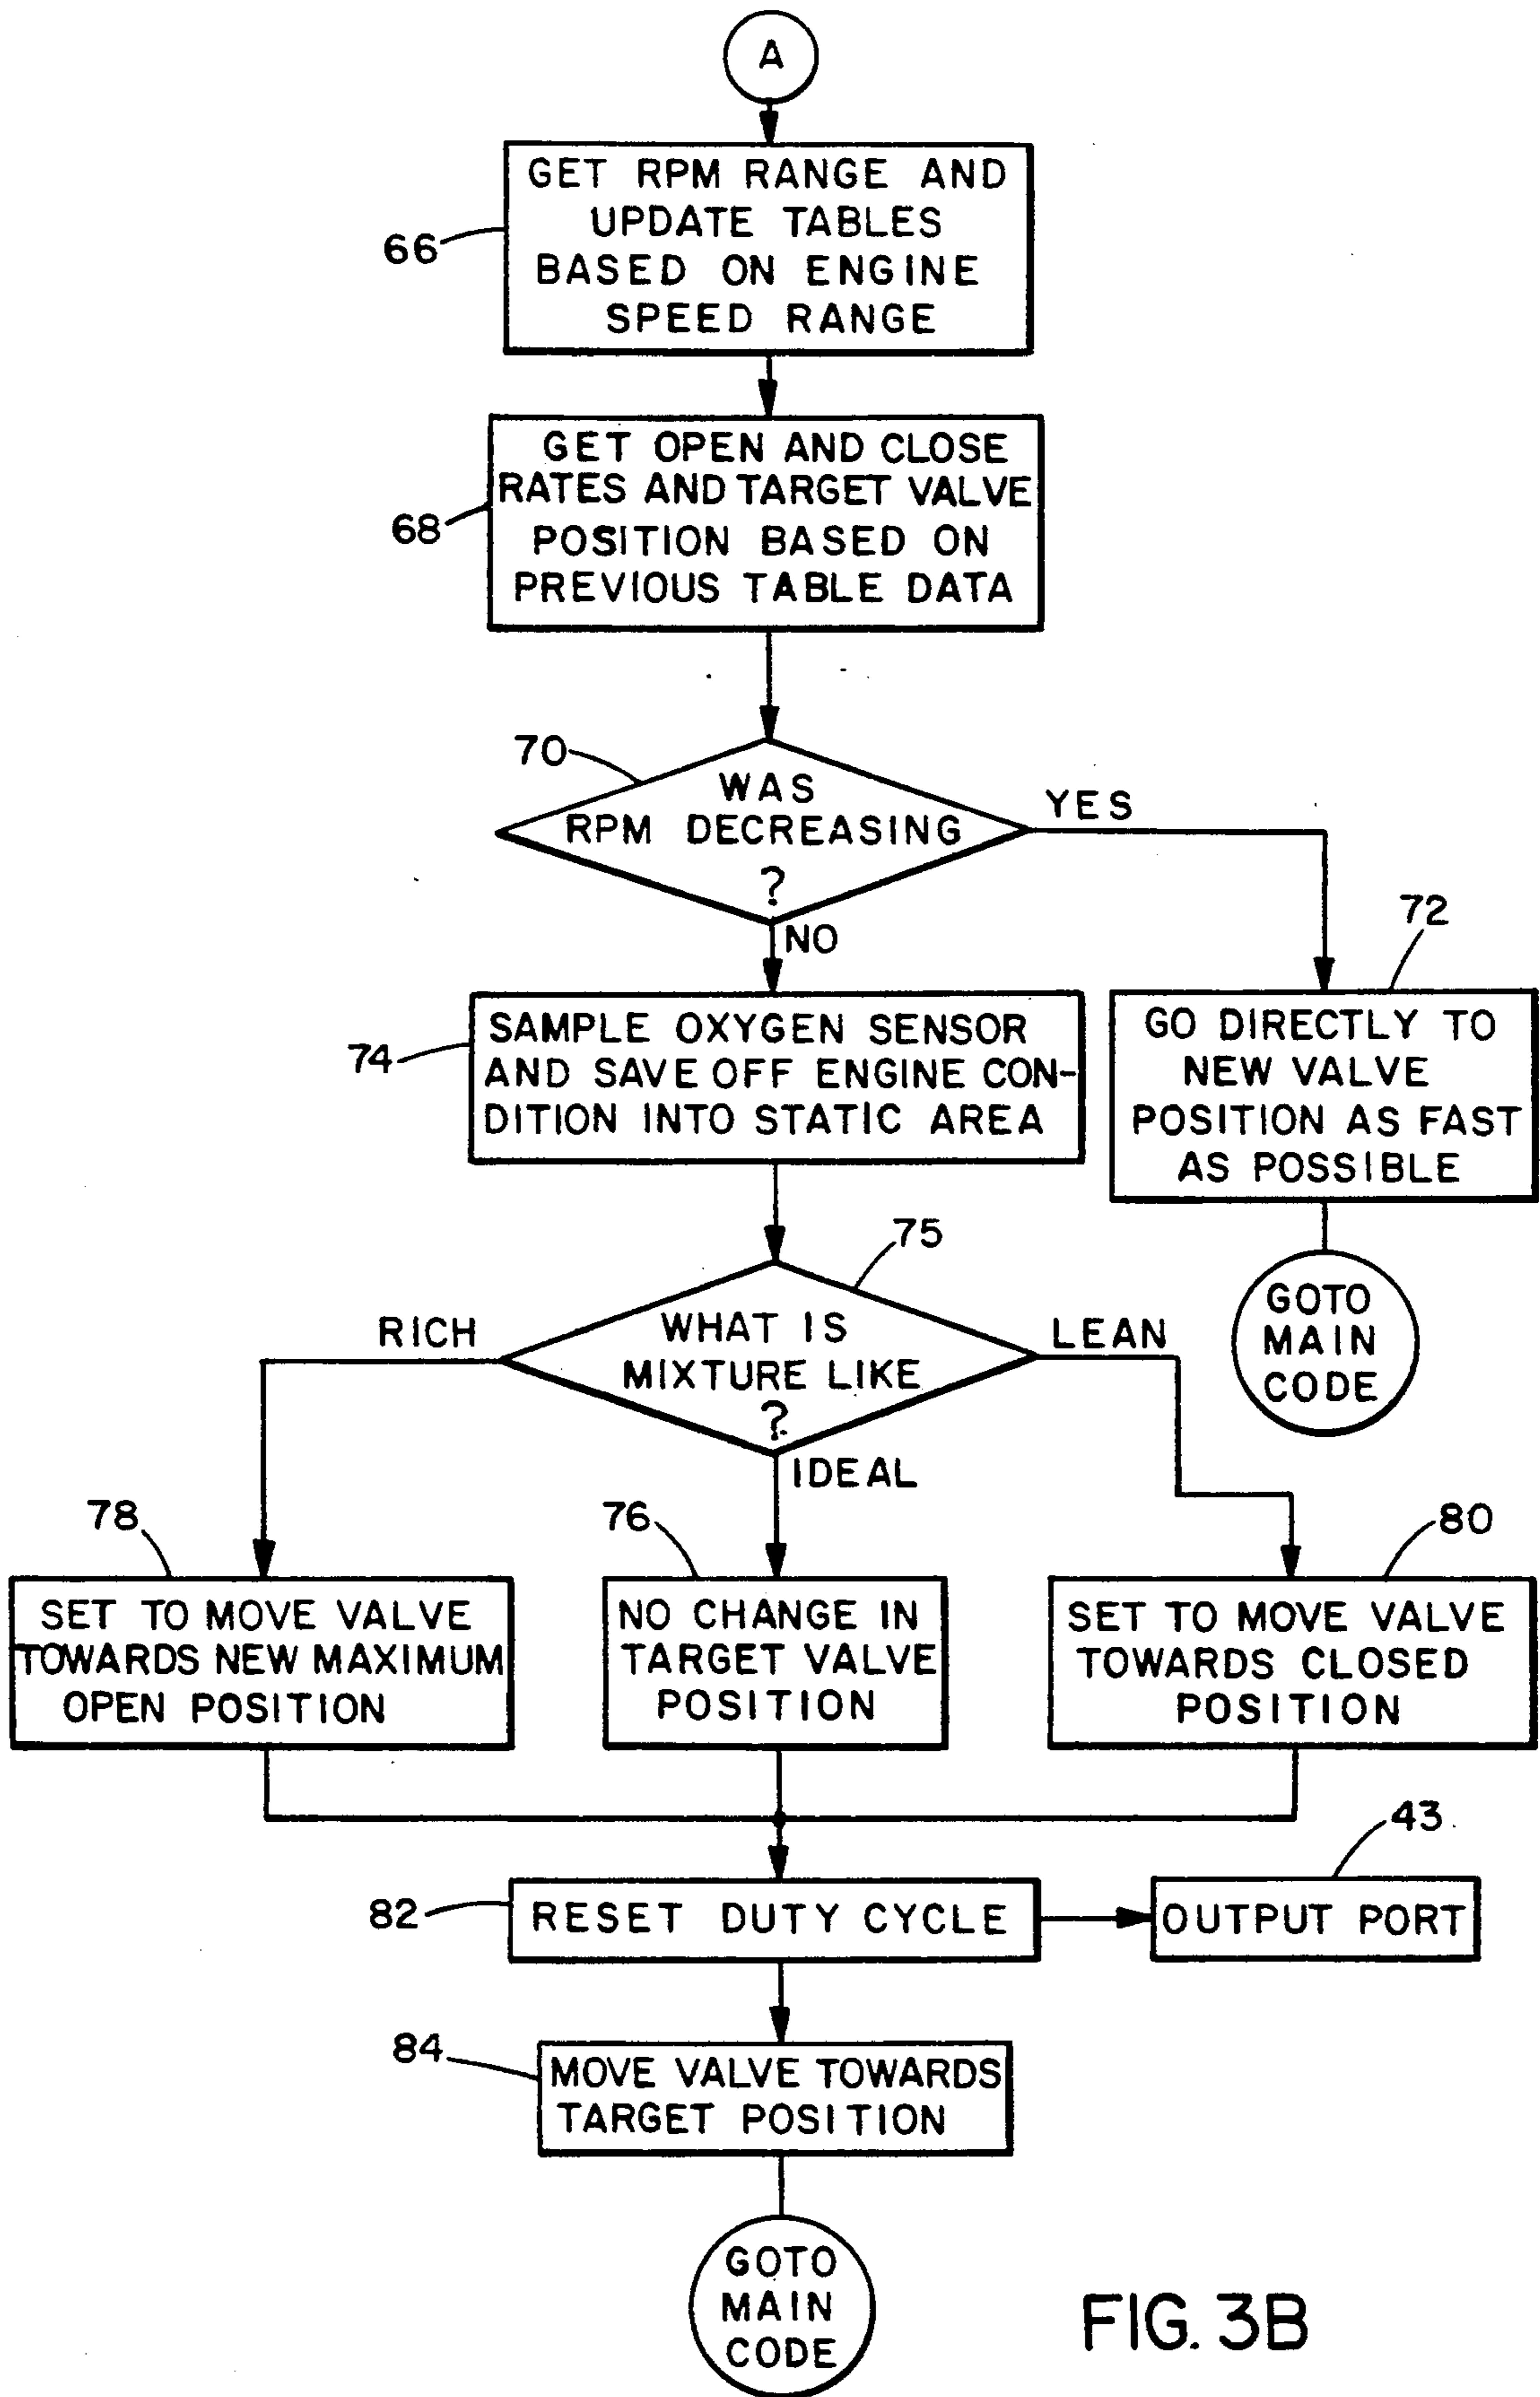 A
GET RPM RANGE AND
UPDATE TABLES
BASED ON ENGINE
SPEED RANGE
66
GET OPEN AND CLOSE
RATES AND TARGET VALVE
POSITION BASED ON
PREVIOUS TABLE DATA
68
70
WAS
RPM DECREASING
?
YES
NO
72
GO DIRECTLY TO
NEW VALVE
POSITION AS FAST
AS POSSIBLE
74
SAMPLE OXYGEN SENSOR
AND SAVE OFF ENGINE CON-
DITION INTO STATIC AREA
GOTO
MAIN
CODE
75
WHAT IS
MIXTURE LIKE
?
RICH
LEAN
IDEAL
78
SET TO MOVE VALVE
TOWARDS NEW MAXIMUM
OPEN POSITION
76
NO CHANGE IN
TARGET VALVE
POSITION
80
SET TO MOVE VALVE
TOWARDS CLOSED
POSITION
82
RESET DUTY CYCLE
43
OUTPUT PORT
84
MOVE VALVE TOWARDS
TARGET POSITION
GOTO
MAIN
CODE
FIG. 3B